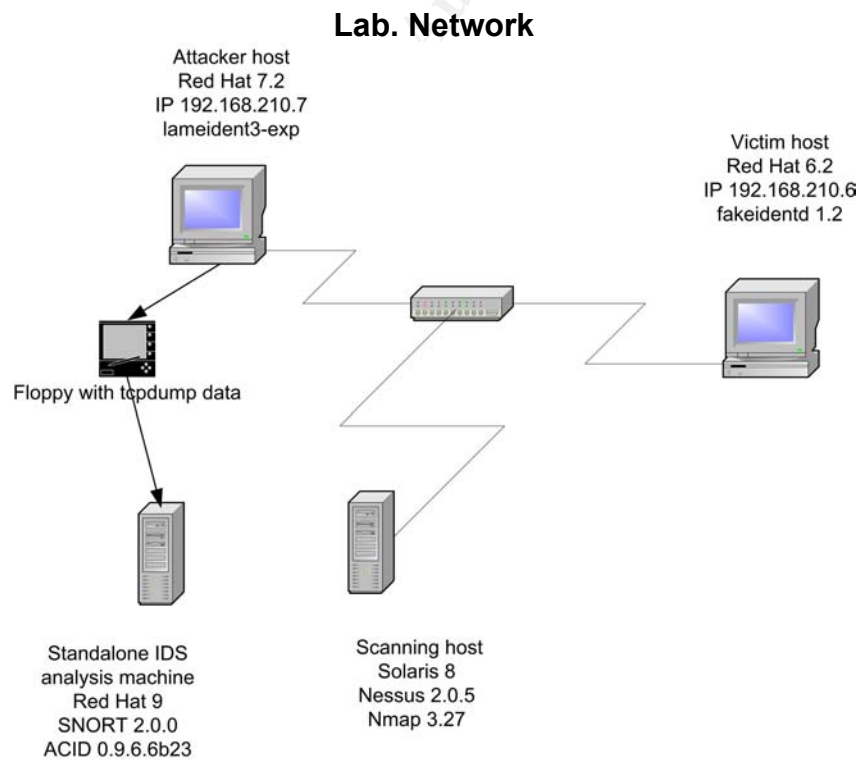 Lab. Network
Attacker host
Red Hat 7.2
IP 192.168.210.7
lameident3-exp
Victim host
Red Hat 6.2
IP 192.168.210.6
fakeidentd 1.2
Floppy with tcpdump data
Standalone IDS
analysis machine
Red Hat 9
SNORT 2.0.0
ACID 0.9.6.6b23
Scanning host
Solaris 8
Nessus 2.0.5
Nmap 3.27